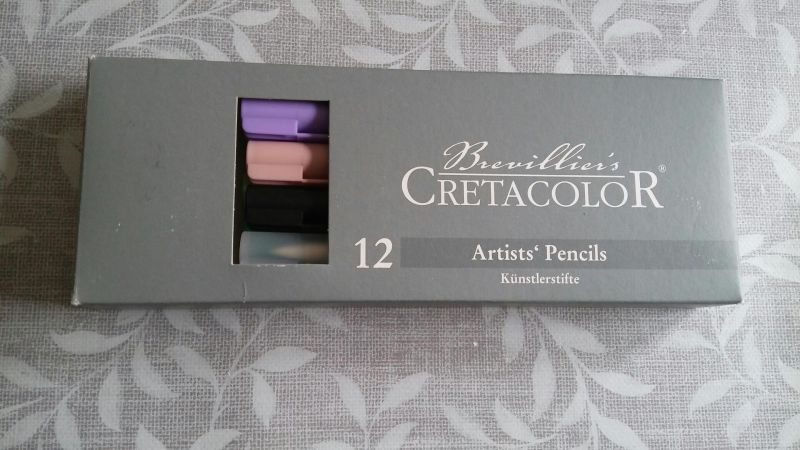 Brevillier's
CRETACOLOR®
12 Artists‘ Pencils
Künstlerstifte